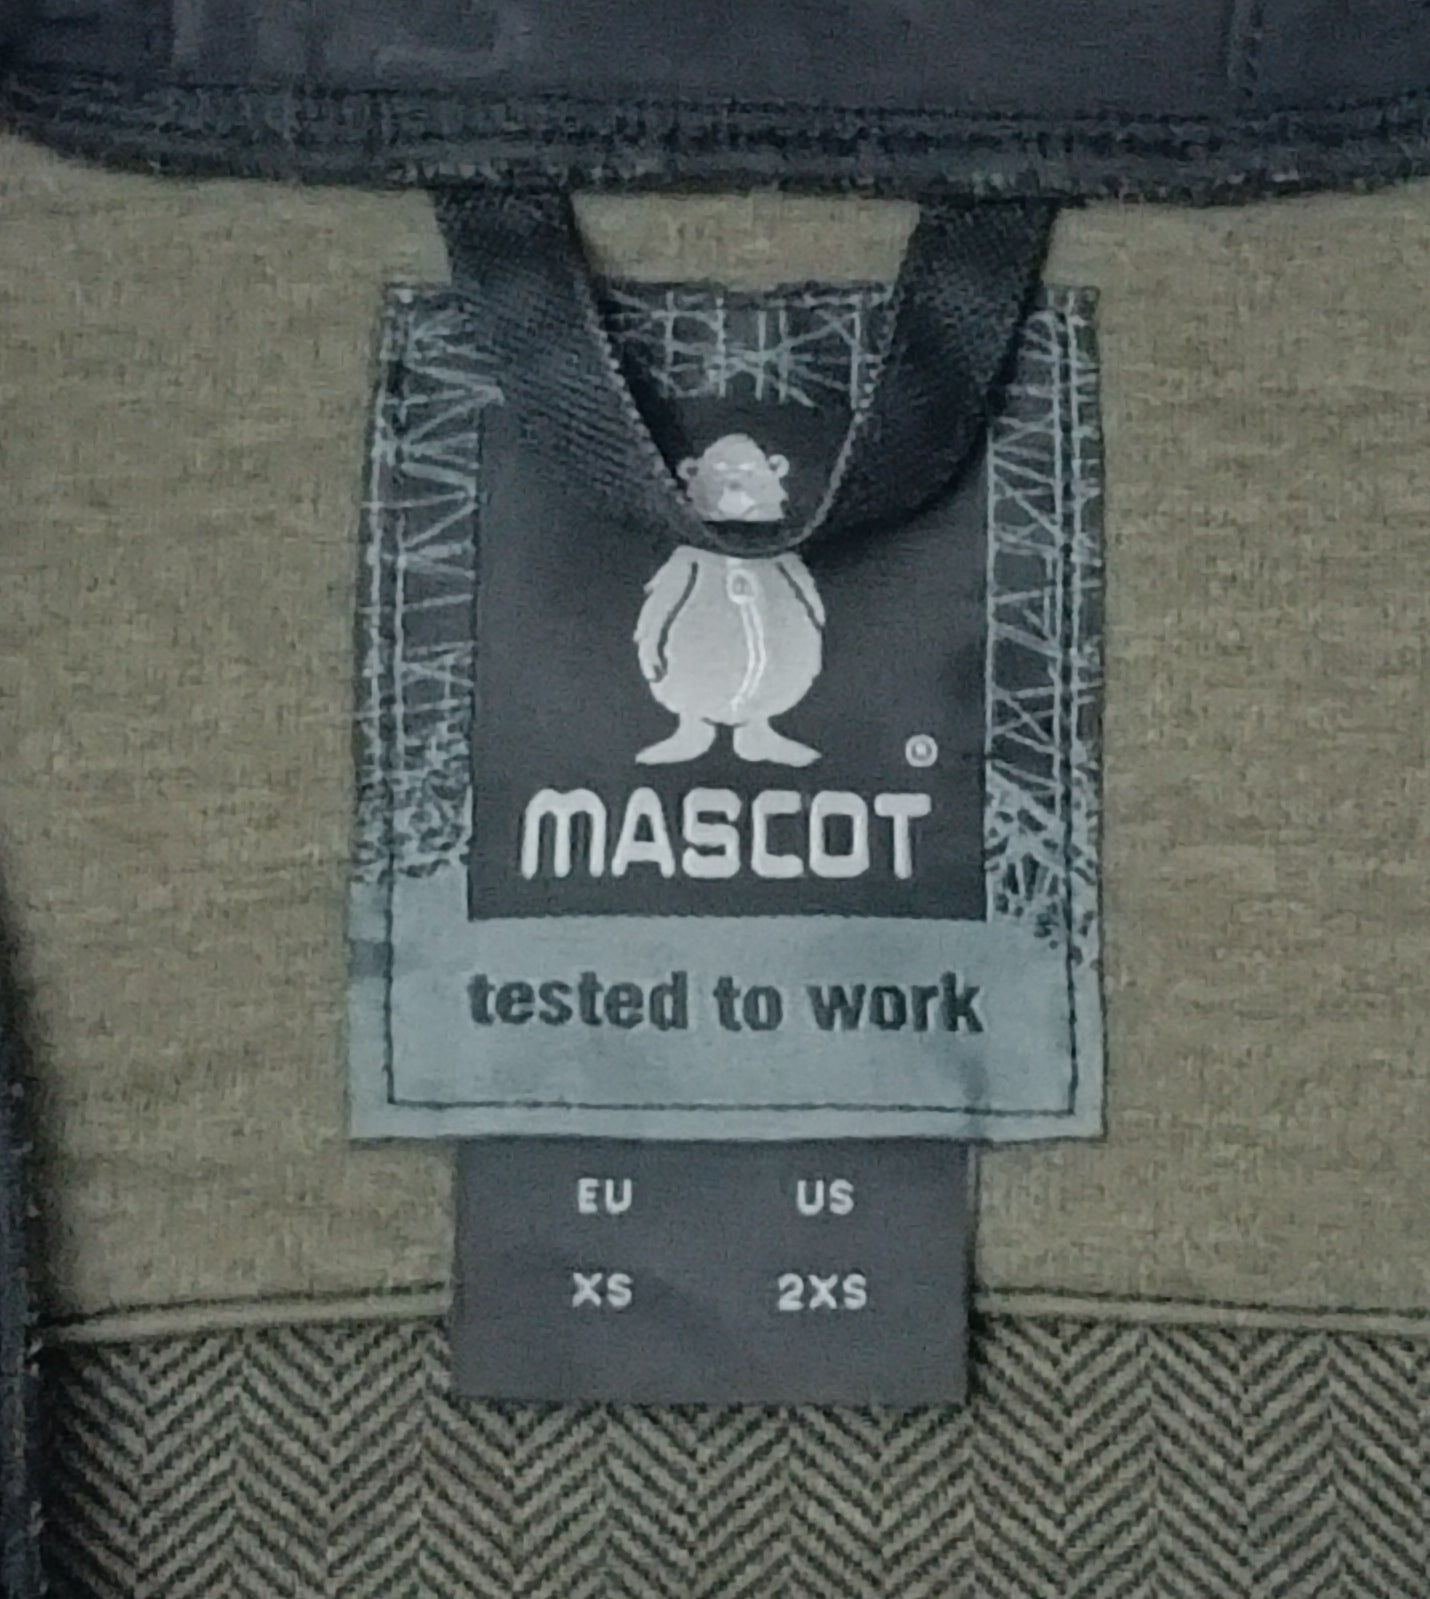 ®
MASCOT
tested to work
EU US
XS 2XS